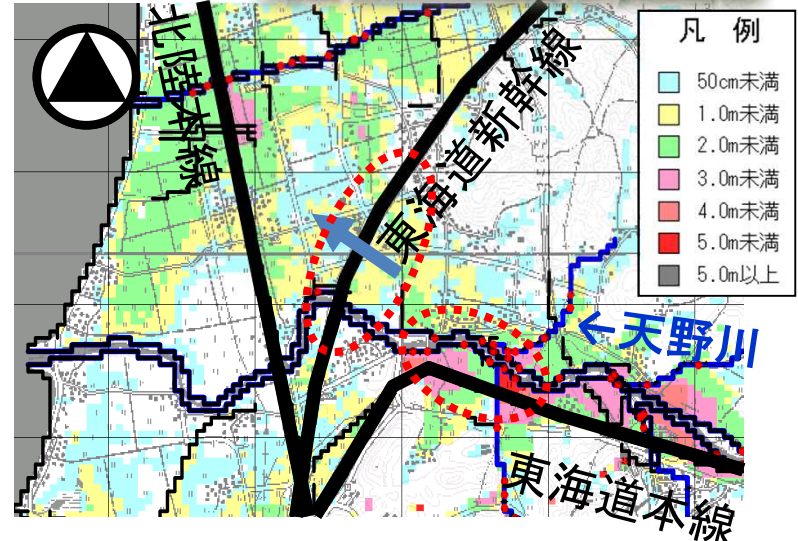 凡 例
50cm未満
1.0m未満
2.0m未満
3.0m未満
4.0m未満
5.0m未満
5.0m以上
北陸本線
東海道新幹線
←天野川
東海道本線